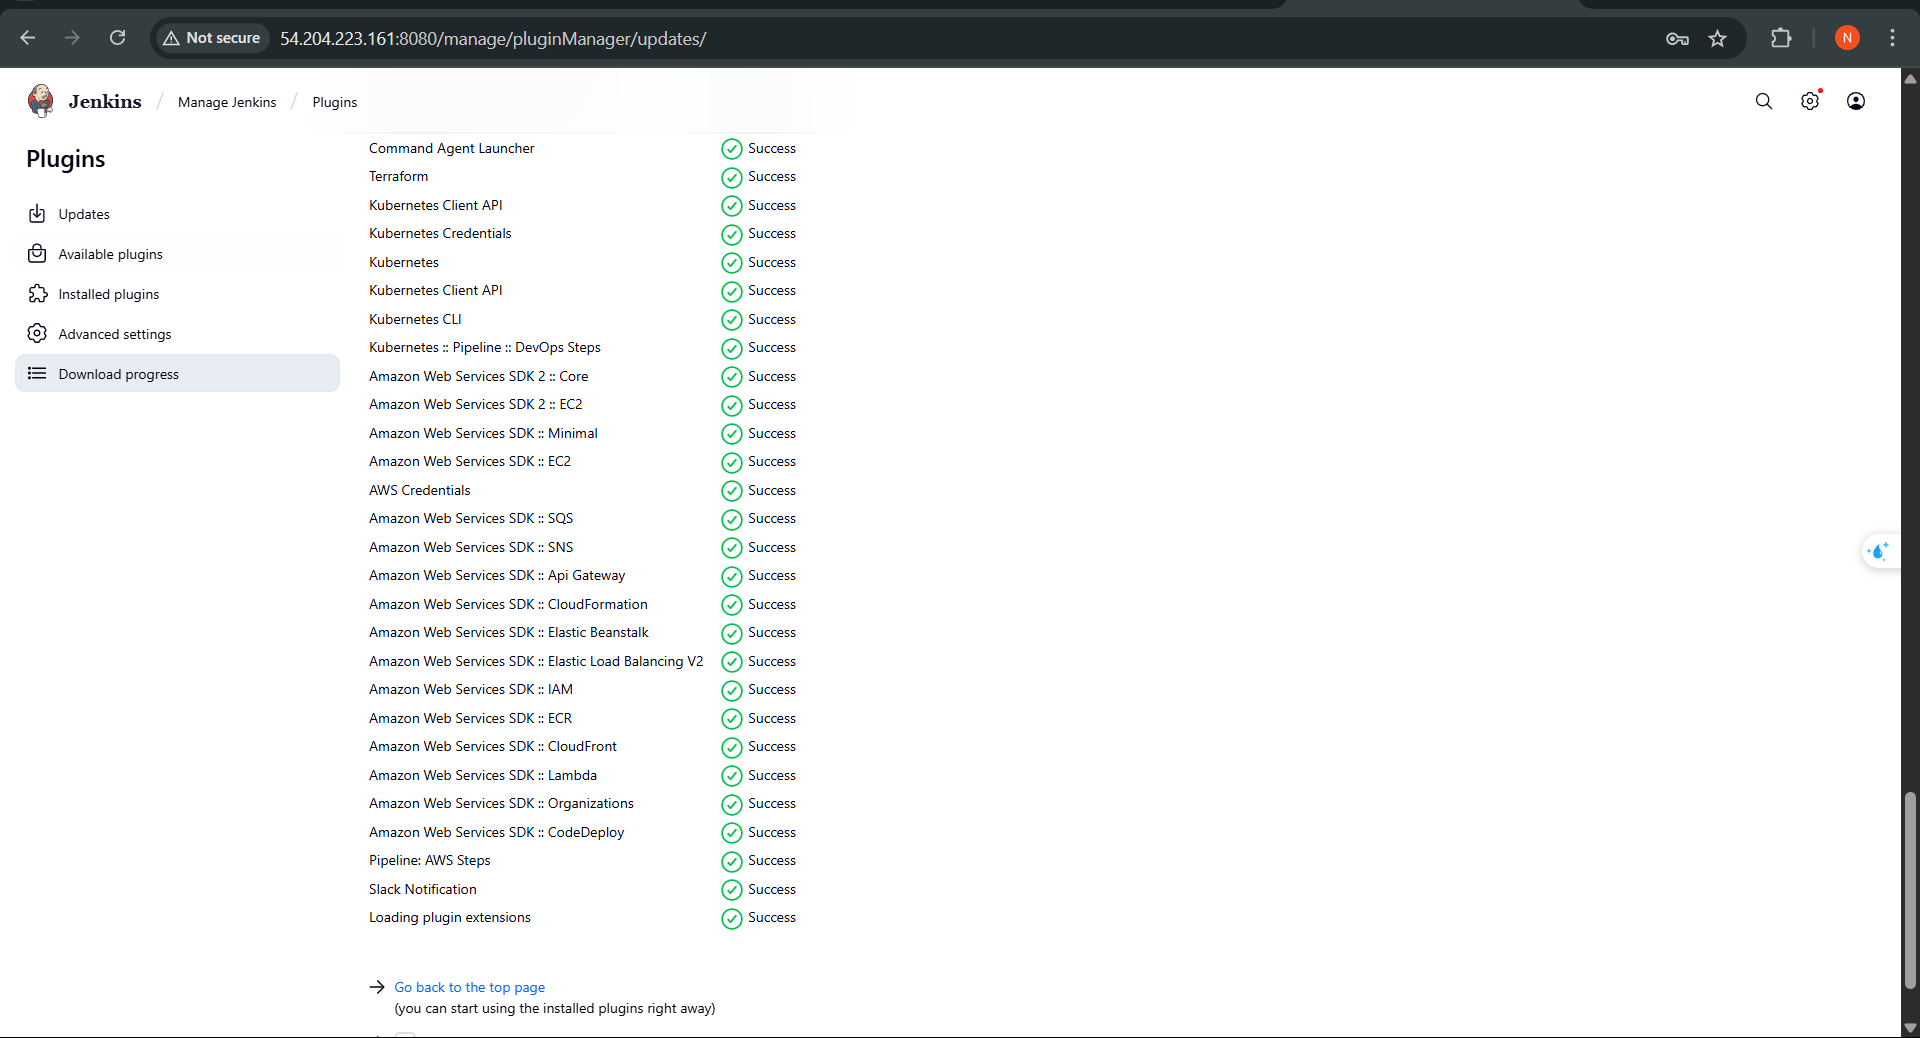 Not secure 54.204.223.161:8080/manage/pluginManager/updates/ N
Jenkins / Manage Jenkins / Plugins
Plugins
Updates
Available plugins
Installed plugins
Advanced settings
Download progress
Command Agent Launcher Success
Terraform Success
Kubernetes Client API Success
Kubernetes Credentials Success
Kubernetes Success
Kubernetes Client API Success
Kubernetes CLI Success
Kubernetes :: Pipeline :: DevOps Steps Success
Amazon Web Services SDK 2 :: Core Success
Amazon Web Services SDK 2 :: EC2 Success
Amazon Web Services SDK :: Minimal Success
Amazon Web Services SDK :: EC2 Success
AWS Credentials Success
Amazon Web Services SDK :: SQS Success
Amazon Web Services SDK :: SNS Success
Amazon Web Services SDK :: Api Gateway Success
Amazon Web Services SDK :: CloudFormation Success
Amazon Web Services SDK :: Elastic Beanstalk Success
Amazon Web Services SDK :: Elastic Load Balancing V2 Success
Amazon Web Services SDK :: IAM Success
Amazon Web Services SDK :: ECR Success
Amazon Web Services SDK :: CloudFront Success
Amazon Web Services SDK :: Lambda Success
Amazon Web Services SDK :: Organizations Success
Amazon Web Services SDK :: CodeDeploy Success
Pipeline: AWS Steps Success
Slack Notification Success
Loading plugin extensions Success
Go back to the top page
(you can start using the installed plugins right away)